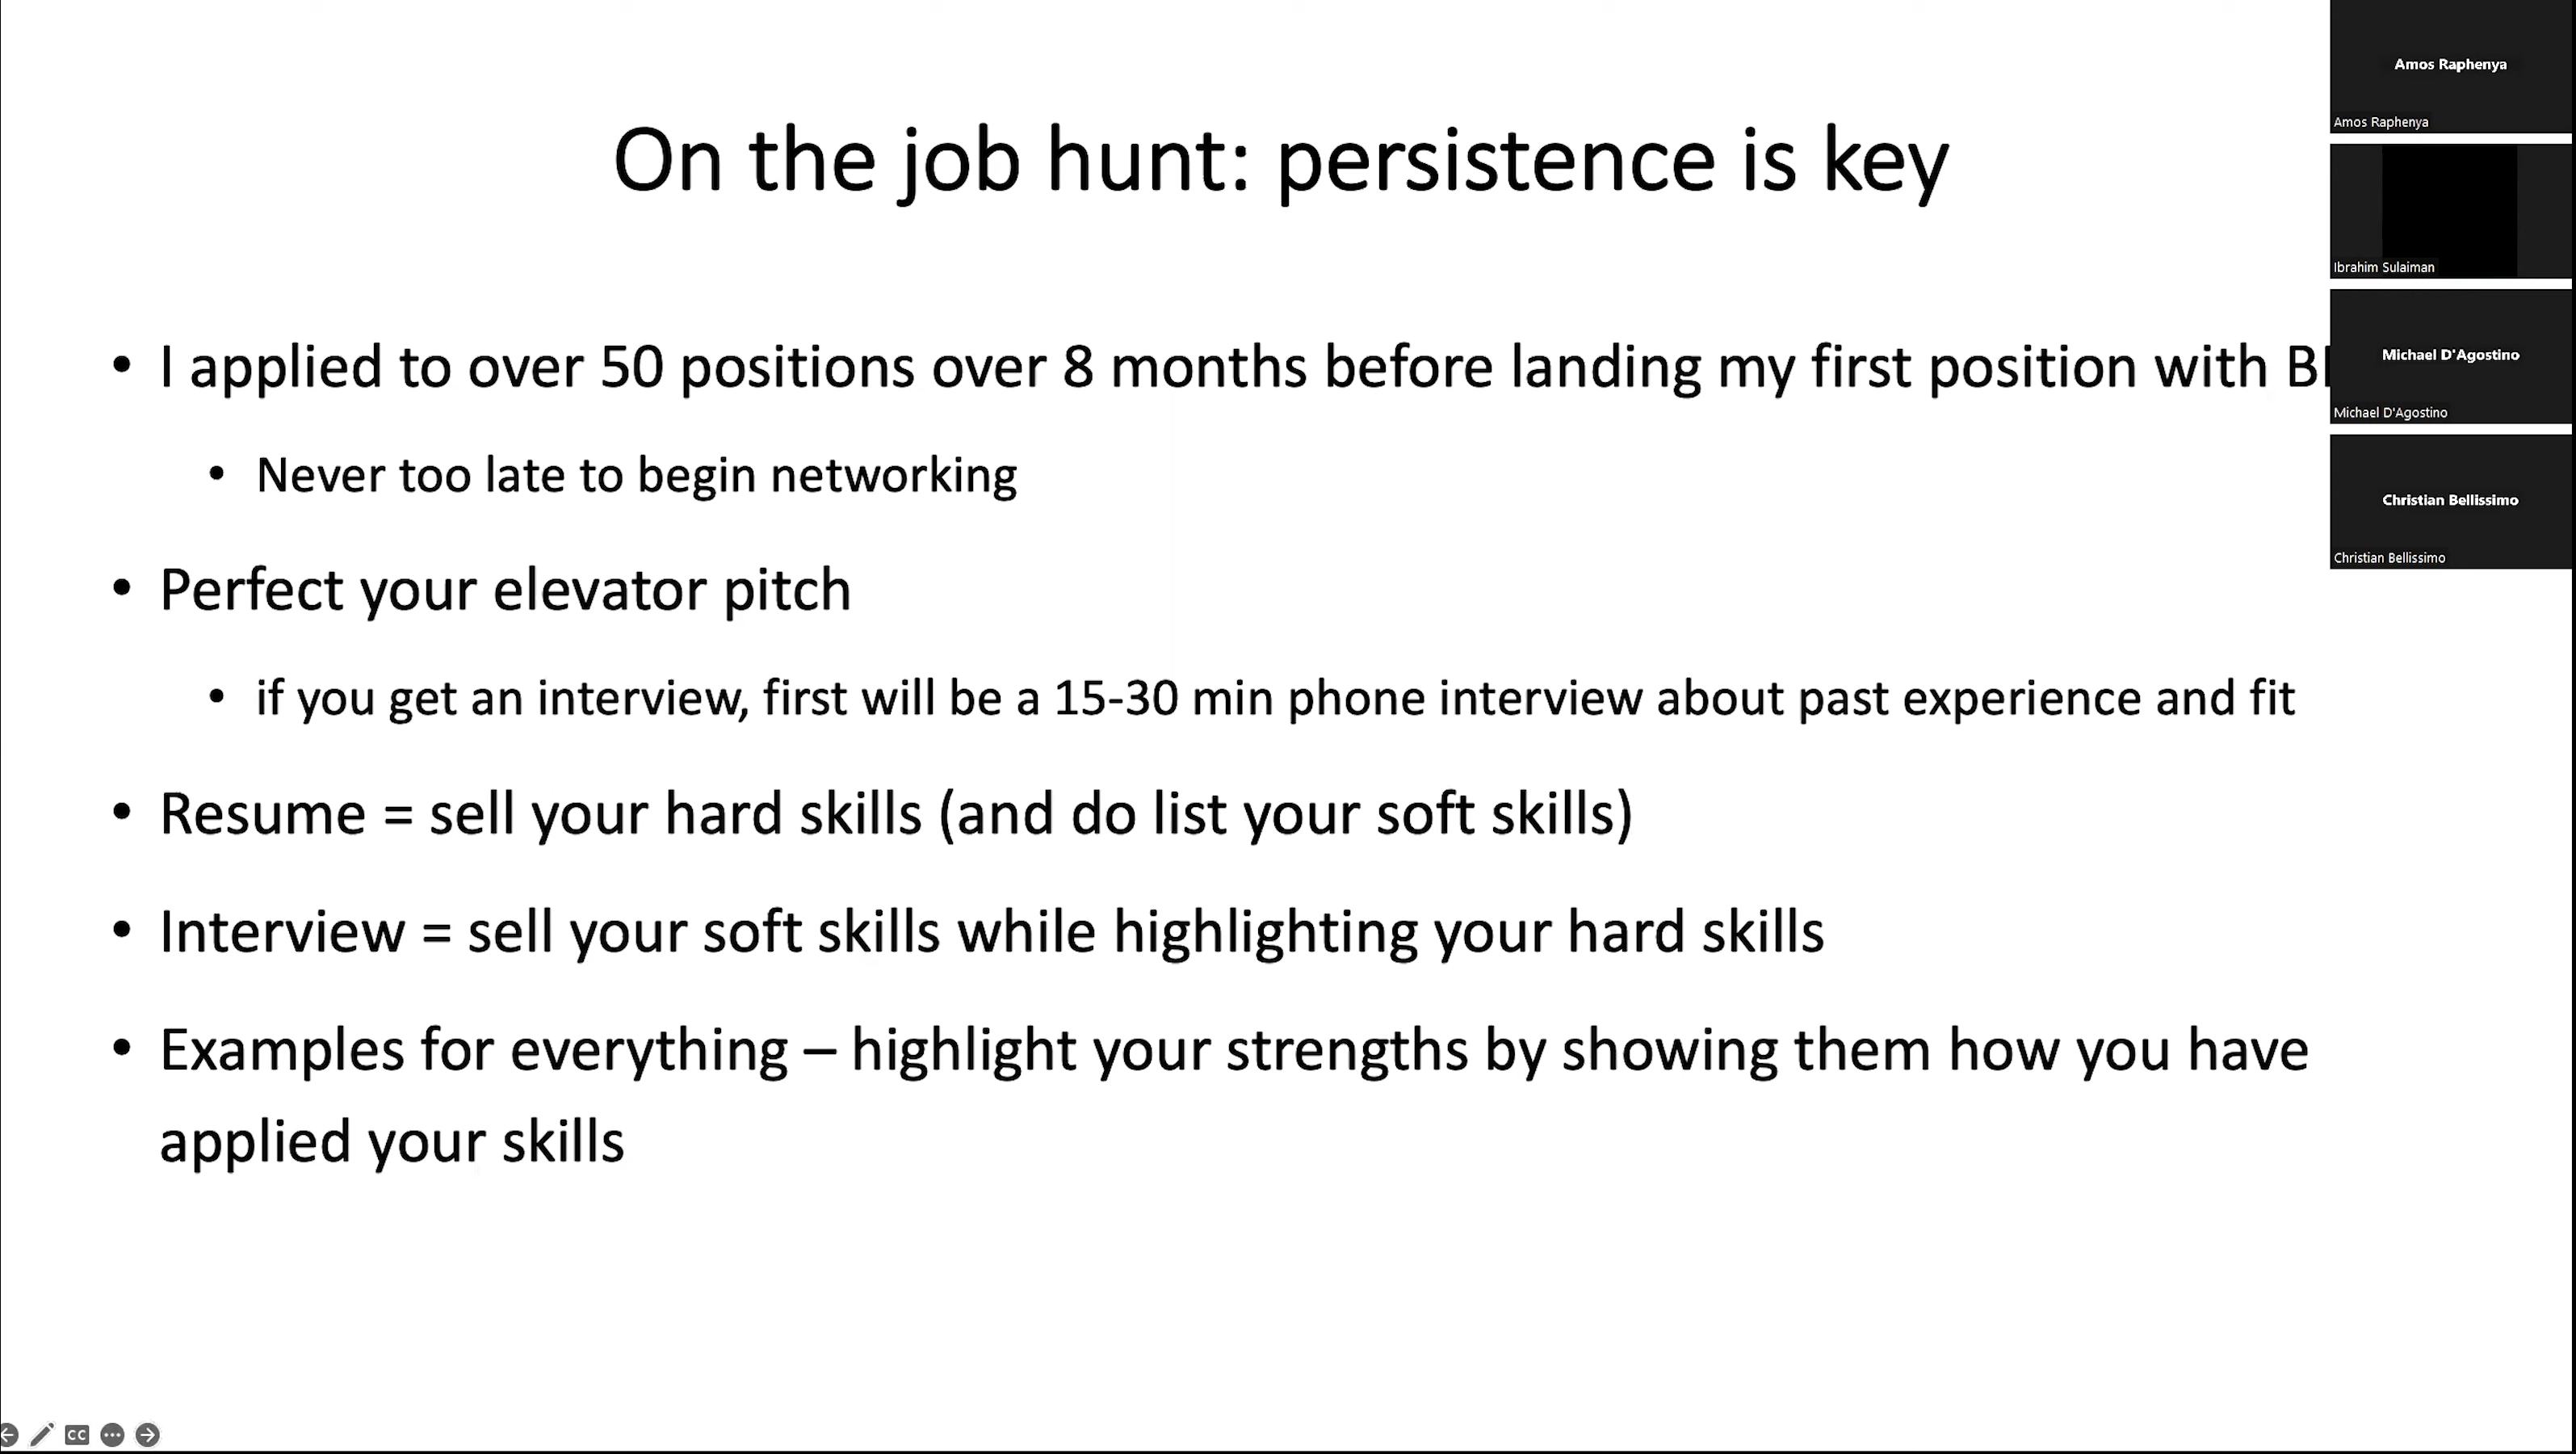 On the job hunt: persistence is key
• I applied to over 50 positions over 8 months before landing my first position with
• Never too late to begin networking
• Perfect your elevator pitch
• if you get an interview, first will be a 15-30 min phone interview about past experience and fit
• Resume = sell your hard skills (and do list your soft skills)
• Interview = sell your soft skills while highlighting your hard skills
• Examples for everything – highlight your strengths by showing them how you have
applied your skills
Amos Raphenya
Amos Raphenya
Ibrahim Sulaiman
Michael D'Agostino
Michael D'Agostino
Christian Bellissimo
Christian Bellissimo
CC